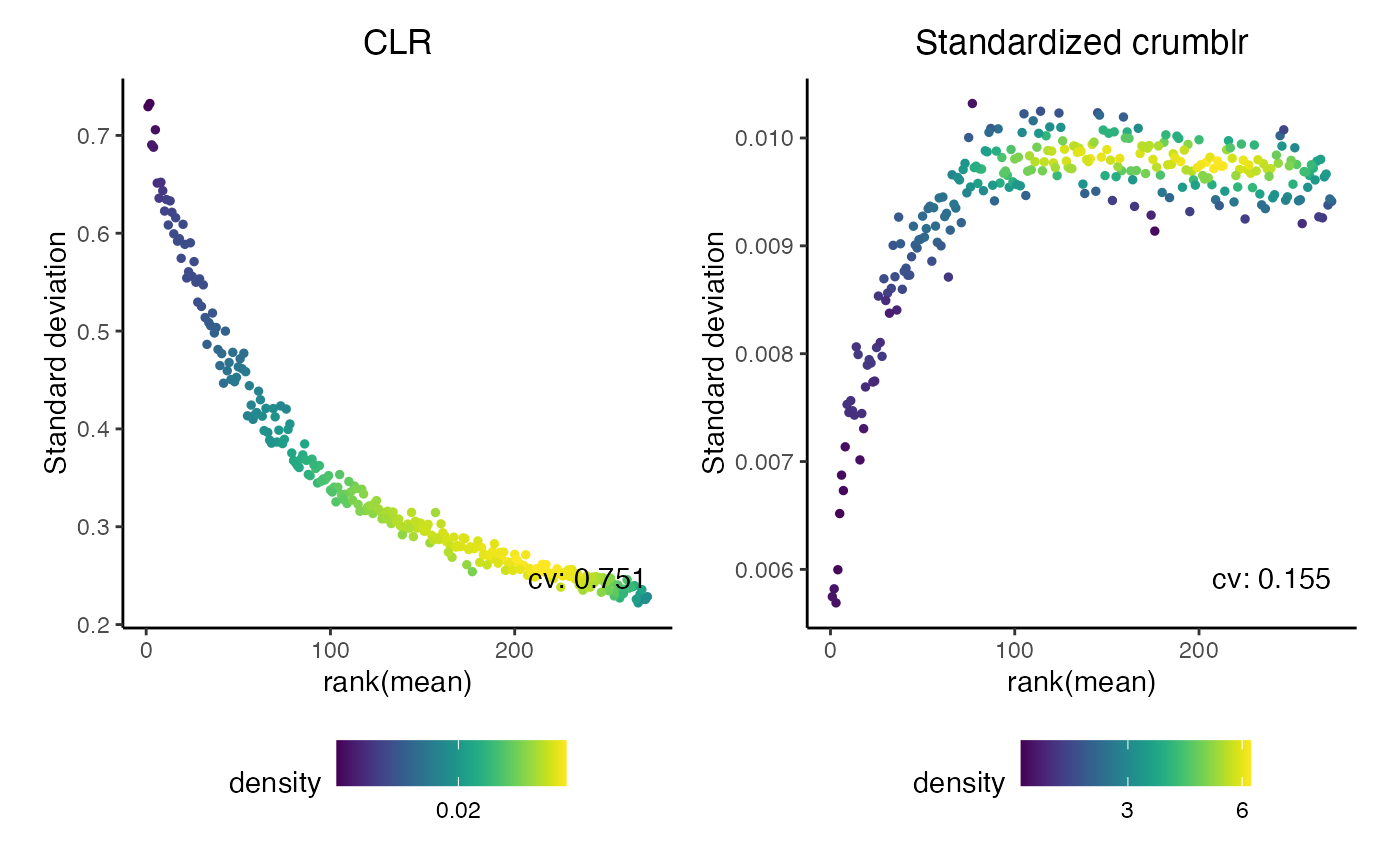 CLR
Standard deviation
0.7
0.6
0.5
0.4
0.3
0.2
cv: 0.751
0
100
200
rank(mean)
density
0.02
Standardized crumblr
Standard deviation
0.010
0.009
0.008
0.007
0.006
cv: 0.155
0
100
200
rank(mean)
density
3
6